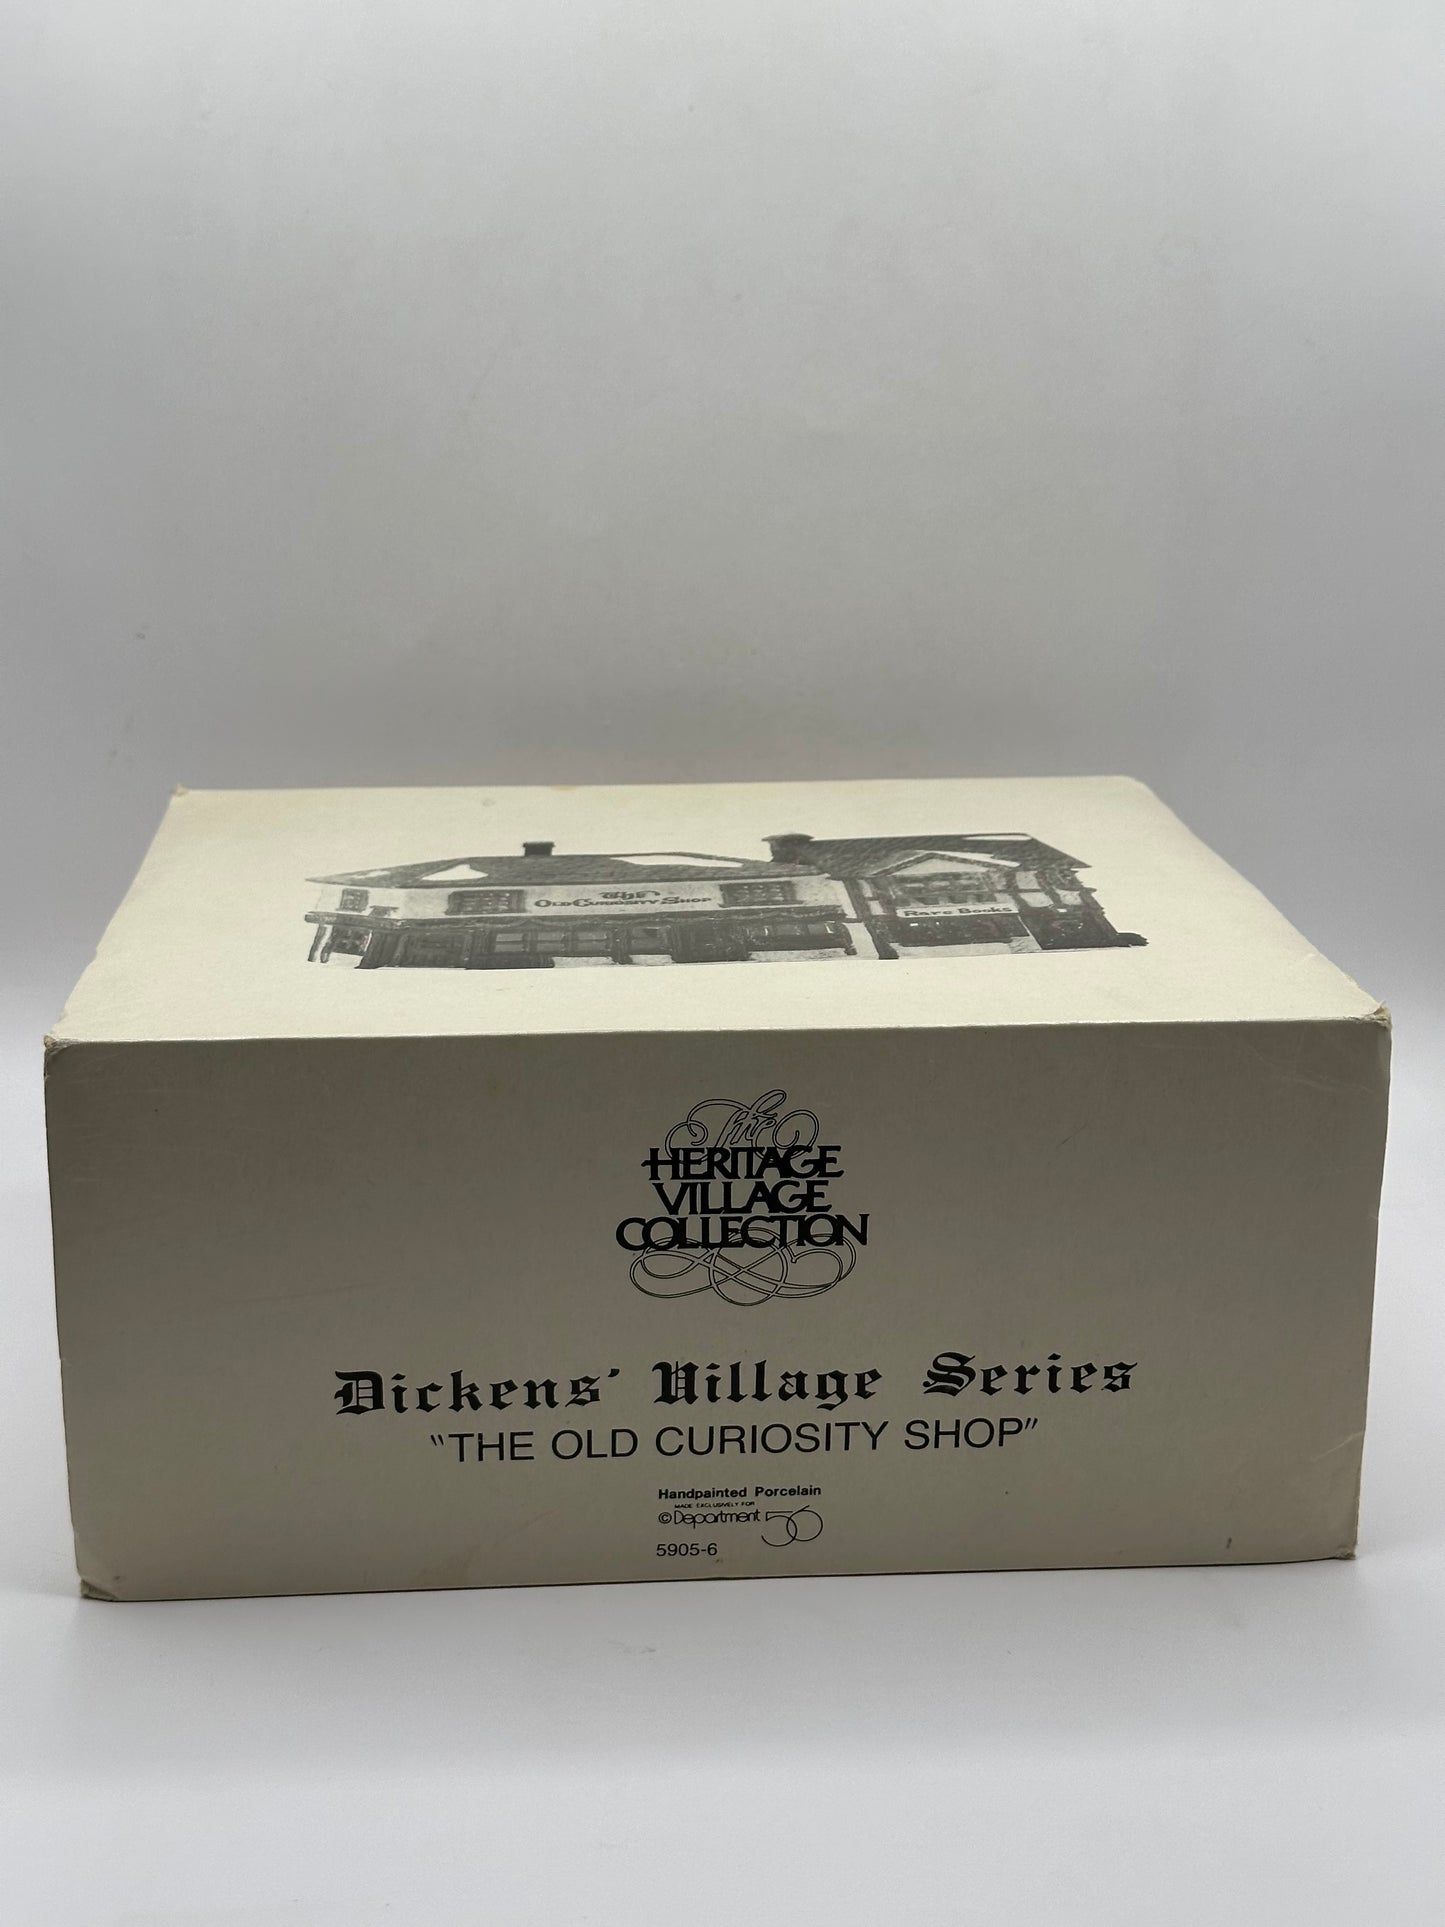 The
OLD CURIOSITY SHOP
Rare Books
The
HERITAGE
VILLAGE
COLLECTION
Dickens' Village Series
"THE OLD CURIOSITY SHOP"
Handpainted Porcelain
MADE EXCLUSIVELY FOR
© Department 56
5905-6